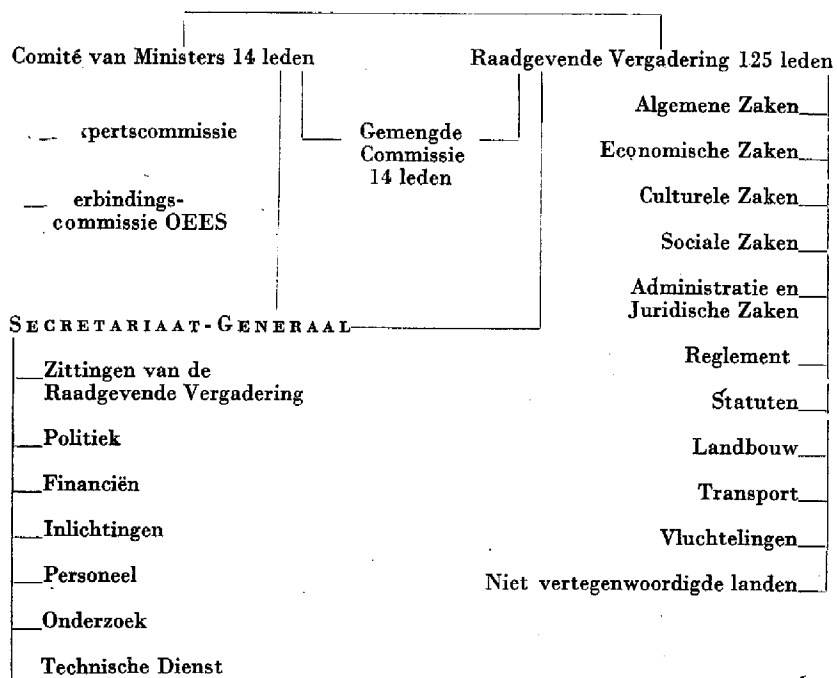 Comité van Ministers 14 leden
Raadgevende Vergadering 125 leden
pertscommissie
erbindings-
commissie OEES
Gemengde
Commissie
14 leden
Algemene Zaken
Economische Zaken
Culturele Zaken
Sociale Zaken
Administratie en
Juridische Zaken
Reglement
Statuten
Landbouw
Transport
Vluchtelingen
Niet vertegenwoordigde landen
SECRETARIAAT-GENERAAL
Zittingen van de
Raadgevende Vergadering
Politiek
Financiën
Inlichtingen
Personeel
Onderzoek
Technische Dienst